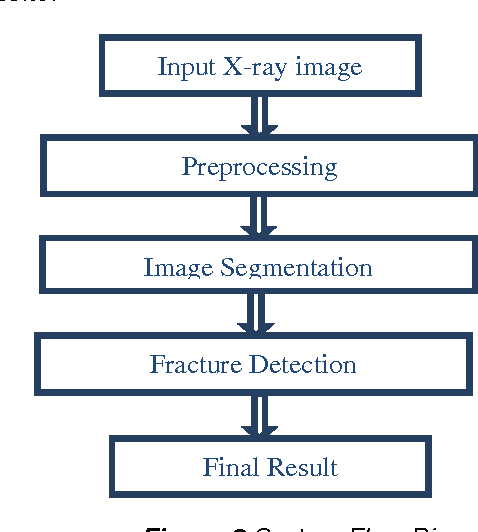 Input X-ray image
Preprocessing
Image Segmentation
Fracture Detection
Final Result